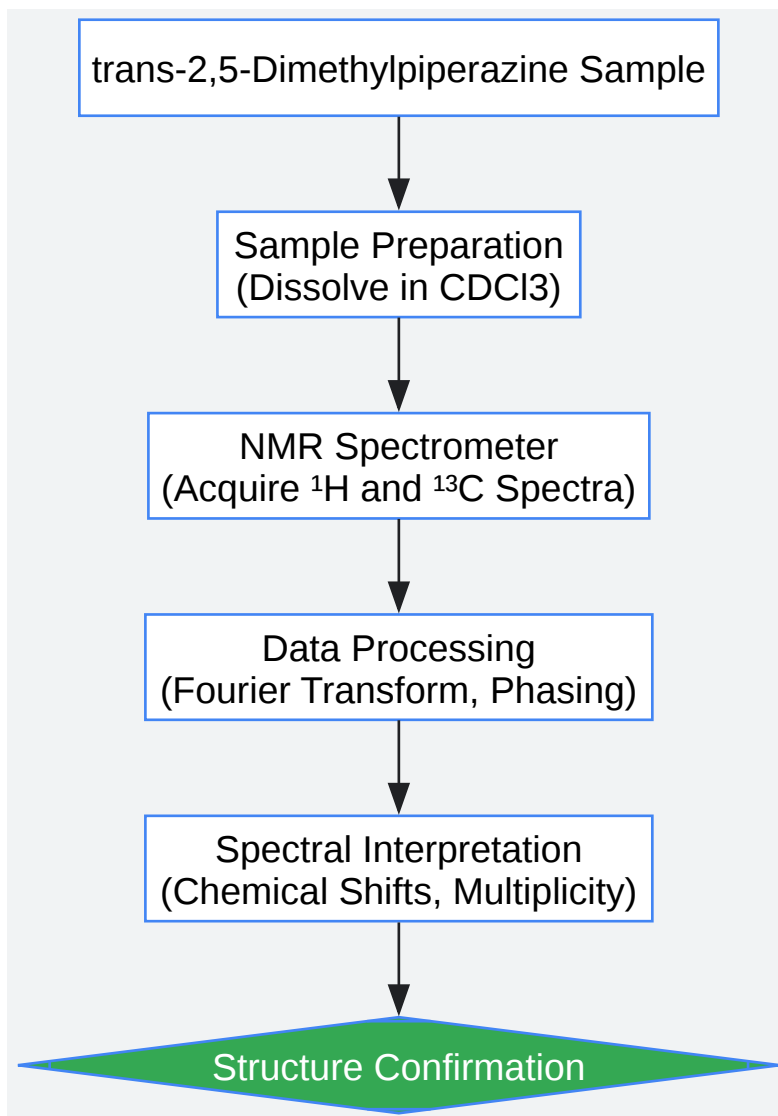 trans-2,5-Dimethylpiperazine Sample
Sample Preparation
(Dissolve in CDCl3)
NMR Spectrometer
(Acquire ¹H and ¹³C Spectra)
Data Processing
(Fourier Transform, Phasing)
Spectral Interpretation
(Chemical Shifts, Multiplicity)
Structure Confirmation